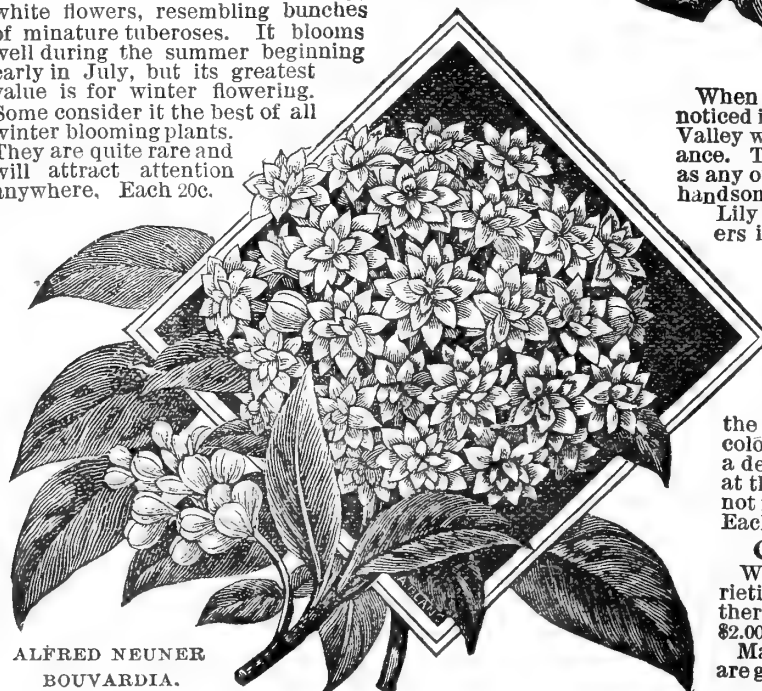 white flowers, resembling bunches
of minature tuberoses. It blooms
well during the summer beginning
early in July, but its greatest
value is for winter flowering.
Some consider it the best of all
winter blooming plants.
They are quite rare and
will attract attention
anywhere. Each 20c.
ALFRED NEUNER
BOUVARDIA.
When
noticed i
Valley w
ance. T
as any o
handson
Lily
ers i
the
colo
a de
at th
not
Each
W
rieti
ther
$2.00
Ma
are g